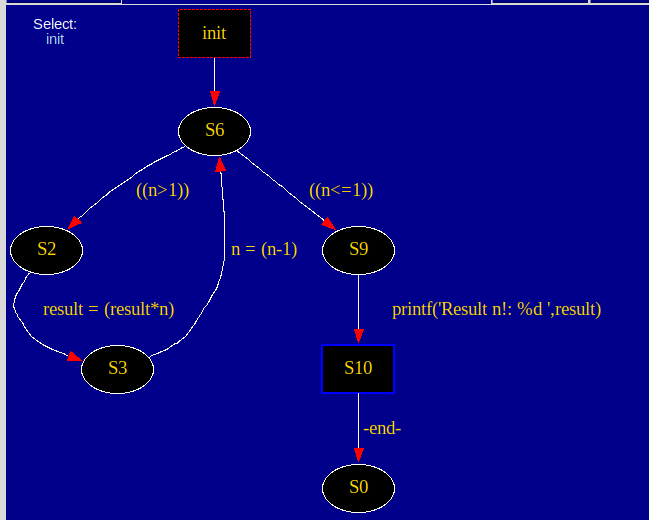 Select:
init
init
S6
((n>1))
((n<=1))
S2
n = (n-1)
S9
result = (result*n)
printf('Result n!: %d ',result)
S3
S10
-end-
S0